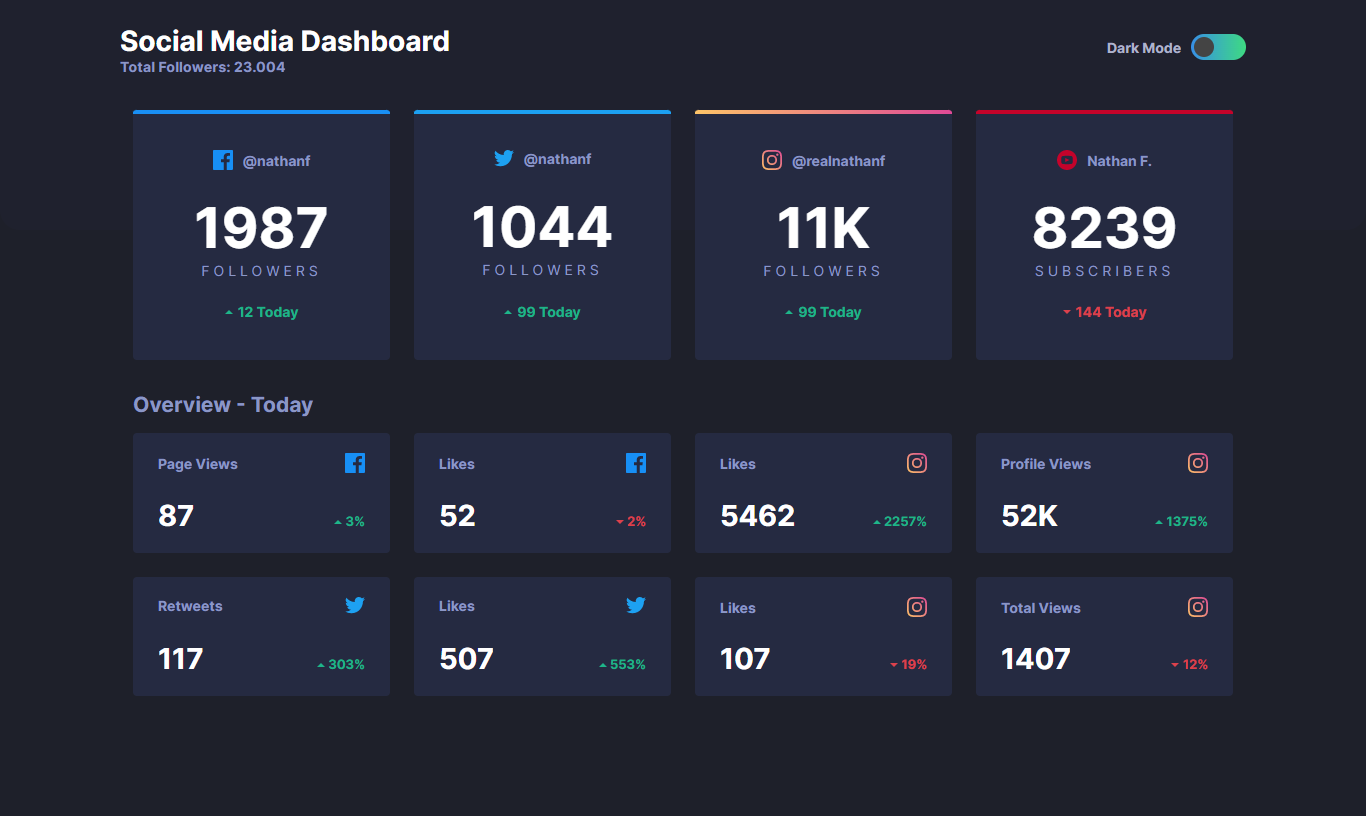 Social Media Dashboard
Total Followers: 23.004
Dark Mode
@nathanf
1987
FOLLOWERS
12 Today
@nathanf
1044
FOLLOWERS
99 Today
@realnathanf
11K
FOLLOWERS
99 Today
Nathan F.
8239
SUBSCRIBERS
144 Today
Overview - Today
Page Views
87
3%
Likes
52
2%
Likes
5462
2257%
Profile Views
52K
1375%
Retweets
117
303%
Likes
507
553%
Likes
107
19%
Total Views
1407
12%